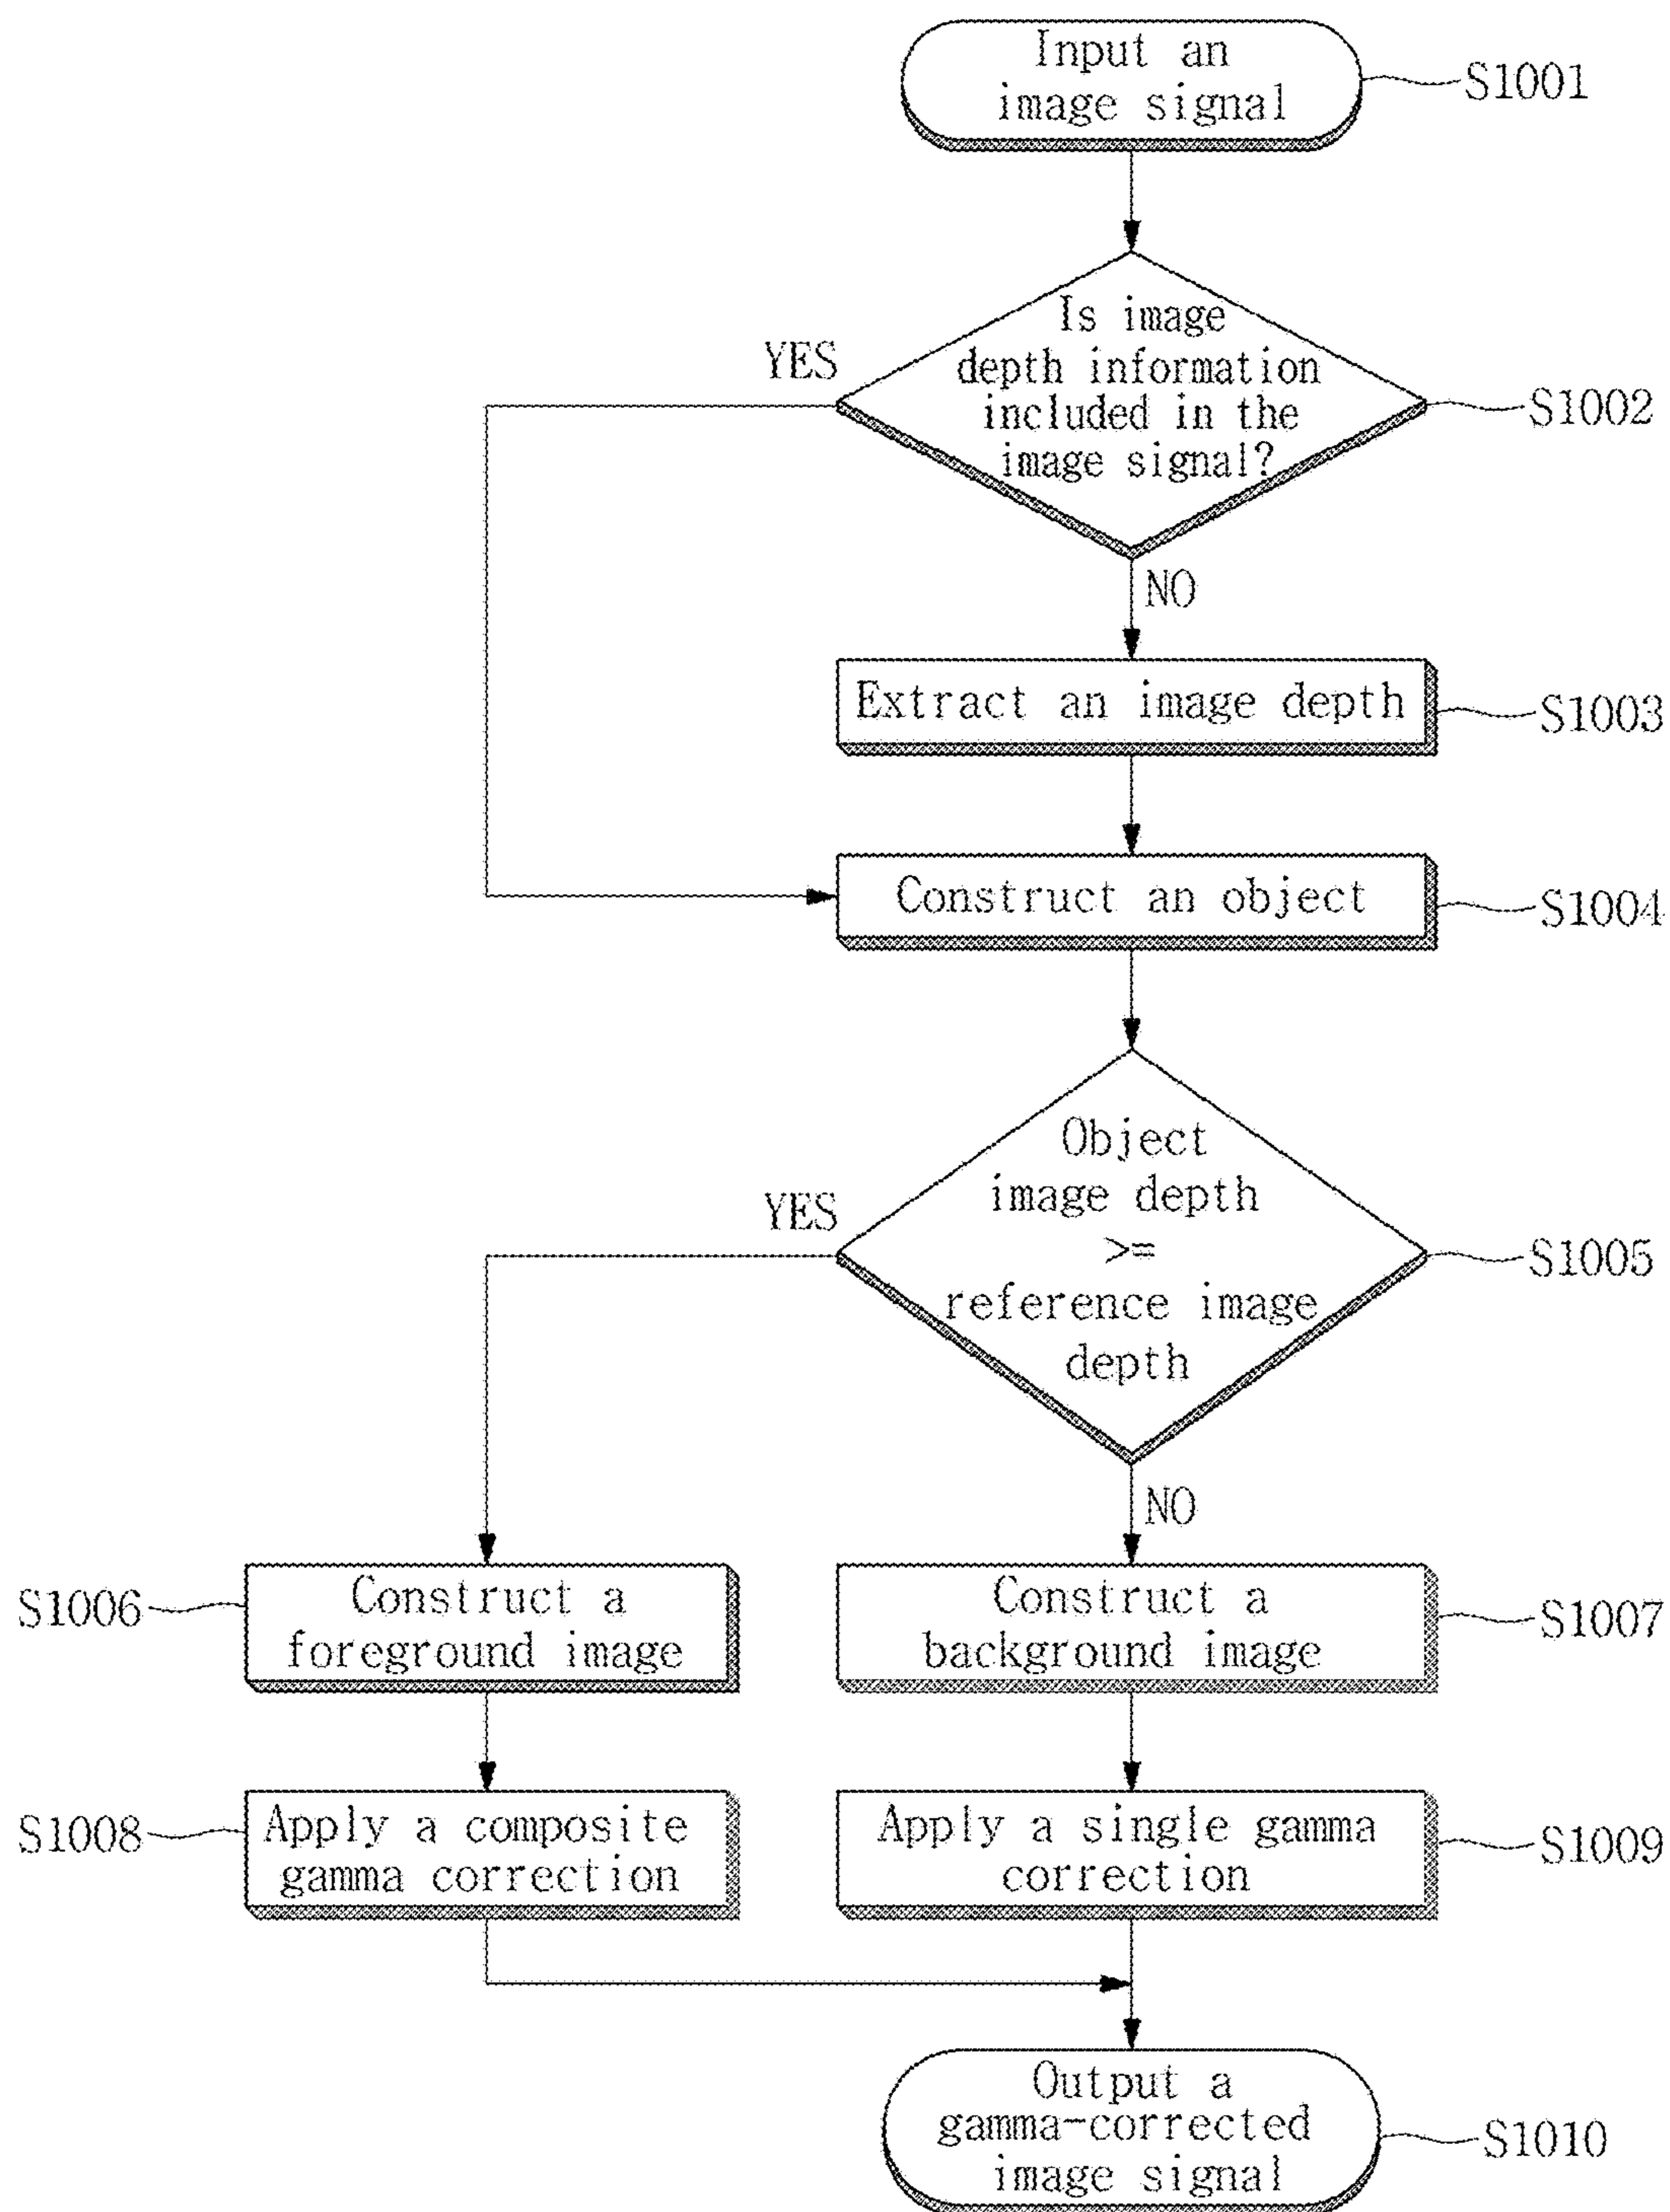 Input an
image signal
S1001
Is image
depth information
included in the
image signal?
S1002
YES
NO
Extract an image depth
S1003
Construct an object
S1004
Object
image depth
>=
reference image
depth
S1005
YES
NO
S1006
Construct a
foreground image
Construct a
background image
S1007
S1008
Apply a composite
gamma correction
Apply a single gamma
correction
S1009
Output a
gamma-corrected
image signal
S1010